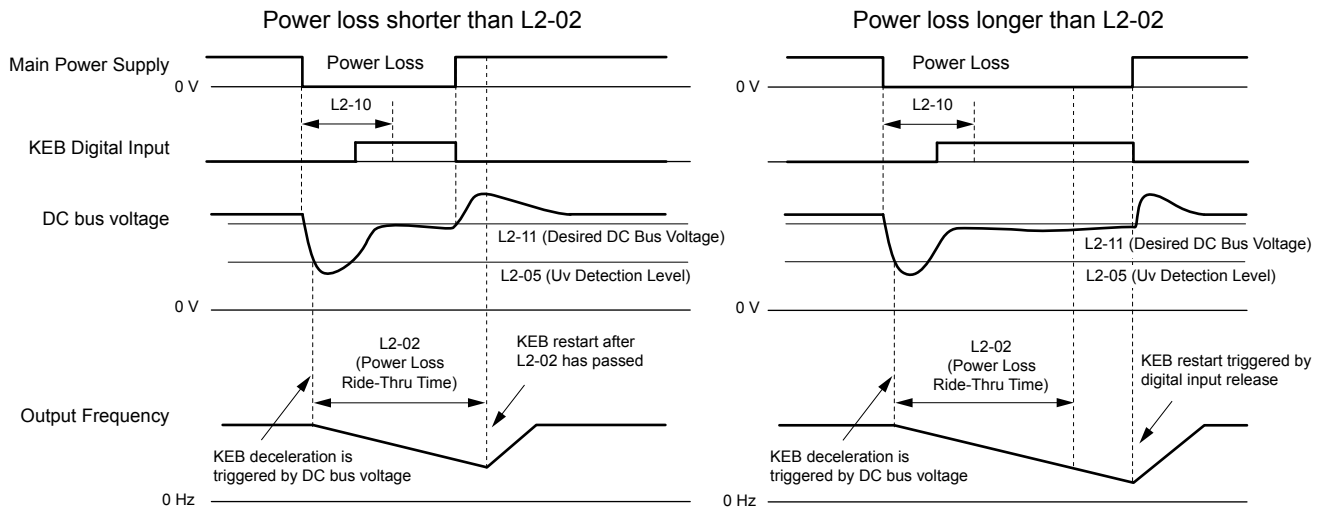 Power loss shorter than L2-02
Main Power Supply
Power Loss
0 V
L2-10
KEB Digital Input
DC bus voltage
L2-11 (Desired DC Bus Voltage)
L2-05 (Uv Detection Level)
0 V
L2-02
(Power Loss
Ride-Thru Time)
KEB restart after
L2-02 has passed
Output Frequency
KEB deceleration is
triggered by DC bus voltage
0 Hz
Power loss longer than L2-02
Power Loss
0 V
L2-10
L2-11 (Desired DC Bus Voltage)
L2-05 (Uv Detection Level)
0 V
L2-02
(Power Loss
Ride-Thru Time)
KEB restart triggered by
digital input release
KEB deceleration is
triggered by DC bus voltage
0 Hz